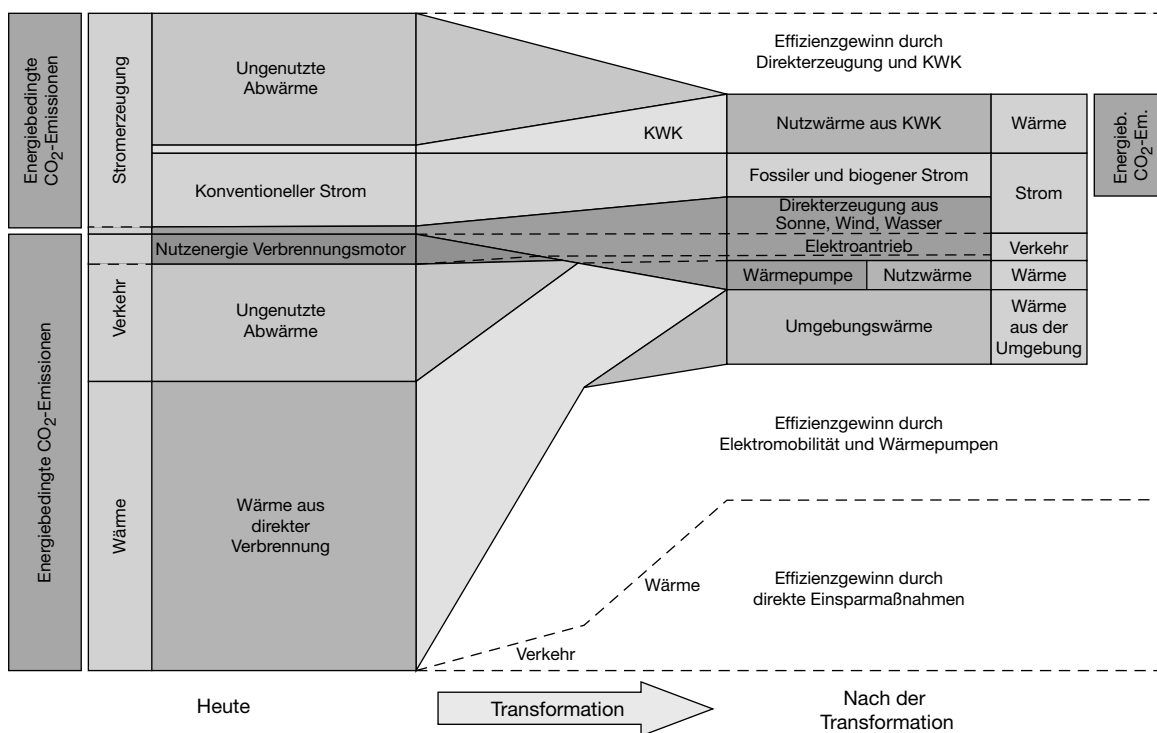 Energiebedingte
CO₂-Emissionen
Stromerzeugung
Ungenutzte
Abwärme
Konventioneller Strom
Energiebedingte CO₂-Emissionen
Verkehr
Nutzenergie Verbrennungsmotor
Ungenutzte
Abwärme
Wärme
Wärme aus
direkter
Verbrennung
KWK
Effizienzgewinn durch
Direkterzeugung und KWK
Nutzwärme aus KWK
Wärme
Energieb.
CO₂-Em.
Fossiler und biogener Strom
Strom
Direkterzeugung aus
Sonne, Wind, Wasser
Elektroantrieb
Verkehr
Wärmepumpe
Nutzwärme
Wärme
Umgebungswärme
Wärme
aus der
Umgebung
Effizienzgewinn durch
Elektromobilität und Wärmepumpen
Wärme
Effizienzgewinn durch
direkte Einsparmaßnahmen
Verkehr
Heute
Transformation
Nach der
Transformation